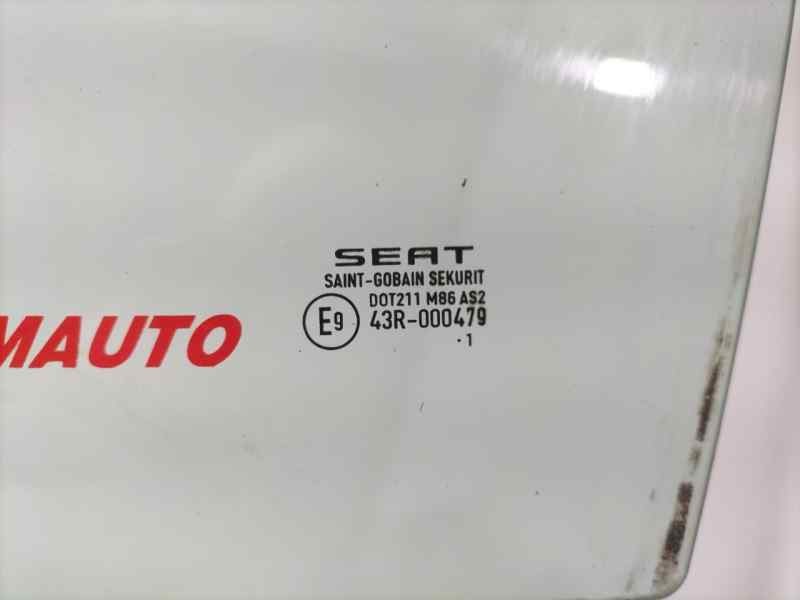 SEAT
SAINT-GOBAIN SEKURIT
DOT211 M86 AS2
E9 43R-000479
·1
MAUTO